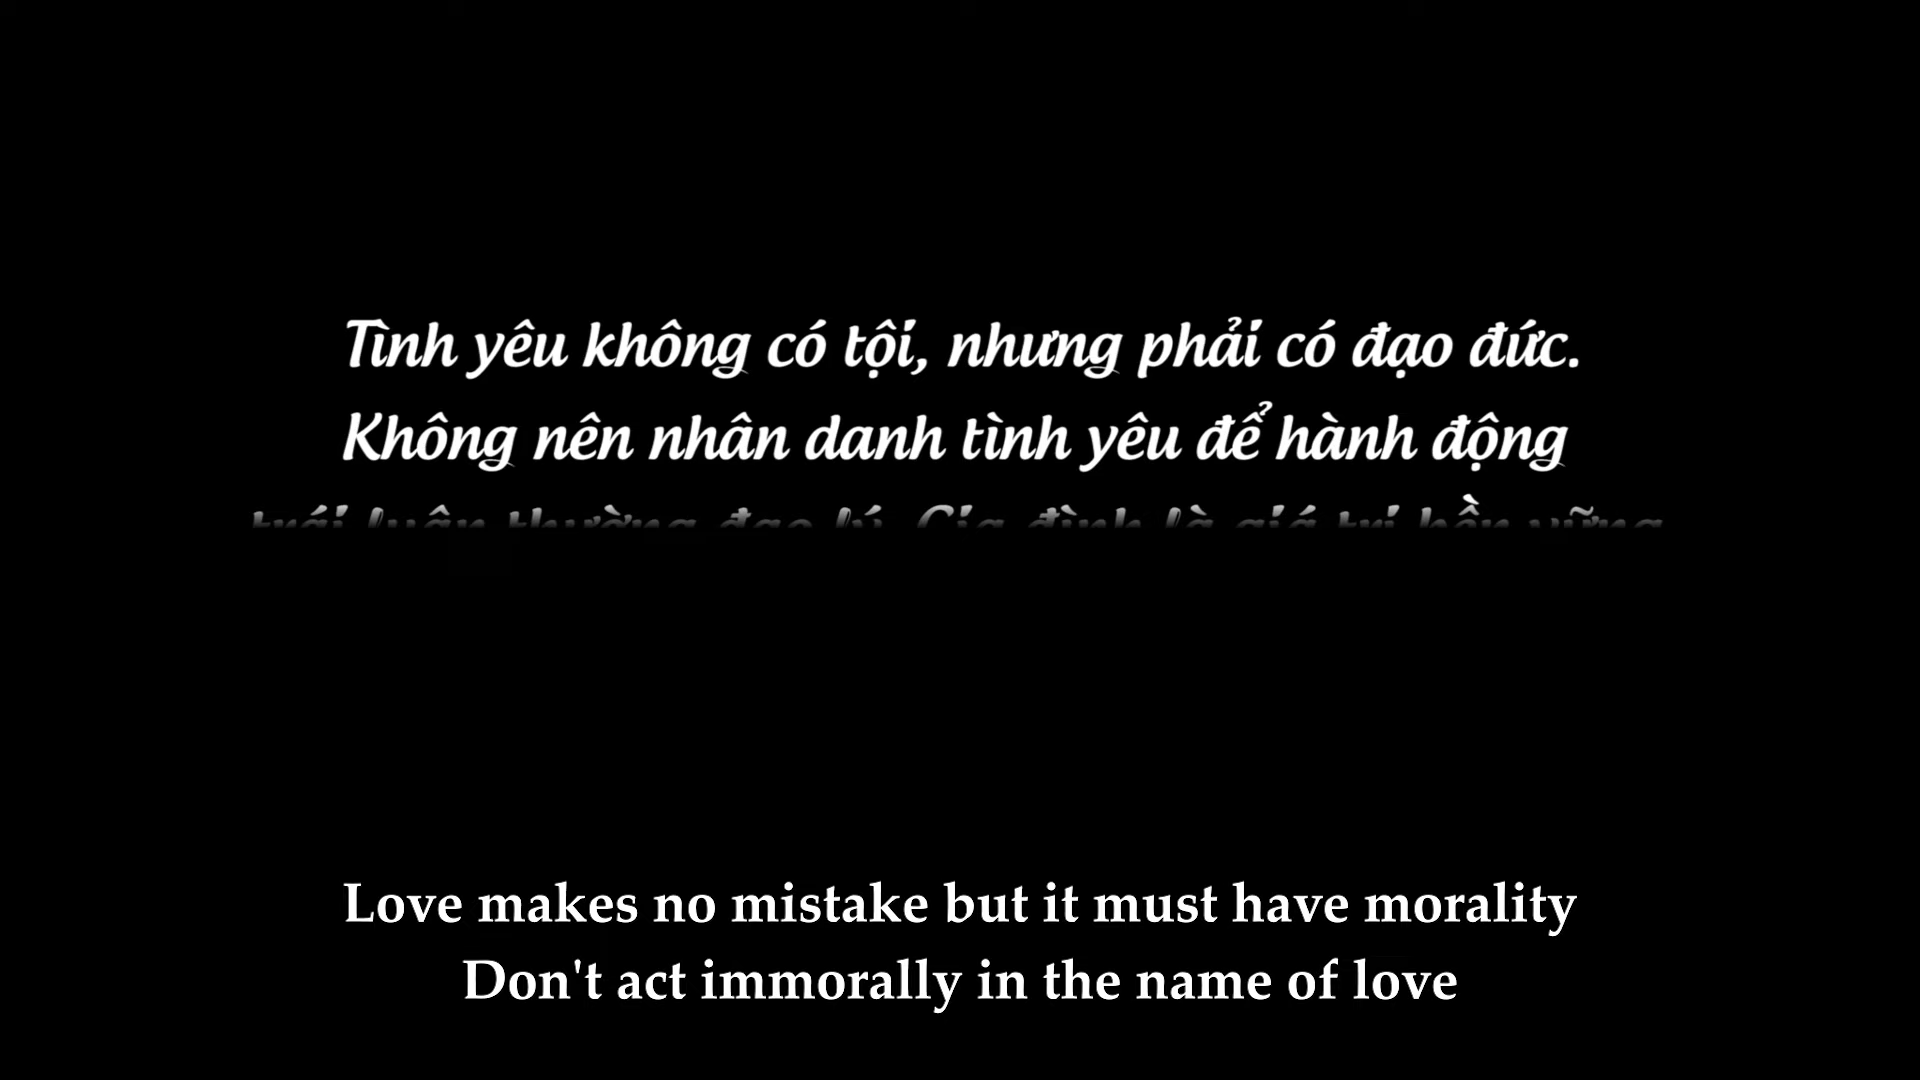 Tình yêu không có tội, nhưng phải có đạo đức.
Không nên nhân danh tình yêu để hành động
trái luân thường đạo lý. Gia đình là giá trị bền vững
Love makes no mistake but it must have morality
Don't act immorally in the name of love